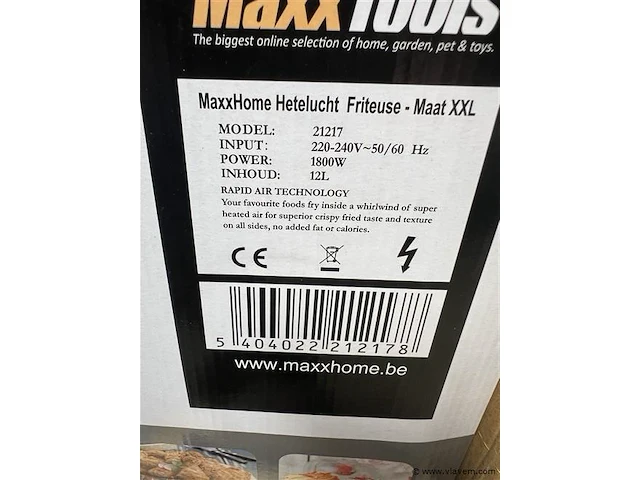 MaxxTools
The biggest online selection of home, garden, pet & toys.
MaxxHome Hetelucht Friteuse - Maat XXL
MODEL: 21217
INPUT: 220-240V~50/60 Hz
POWER: 1800W
INHOUD: 12L
RAPID AIR TECHNOLOGY
Your favourite foods fry inside a whirlwind of super
heated air for superior crispy fried taste and texture
on all sides, no added fat or calories.
CE
5 404022 212178
www.maxxhome.be
© www.vlavem.com